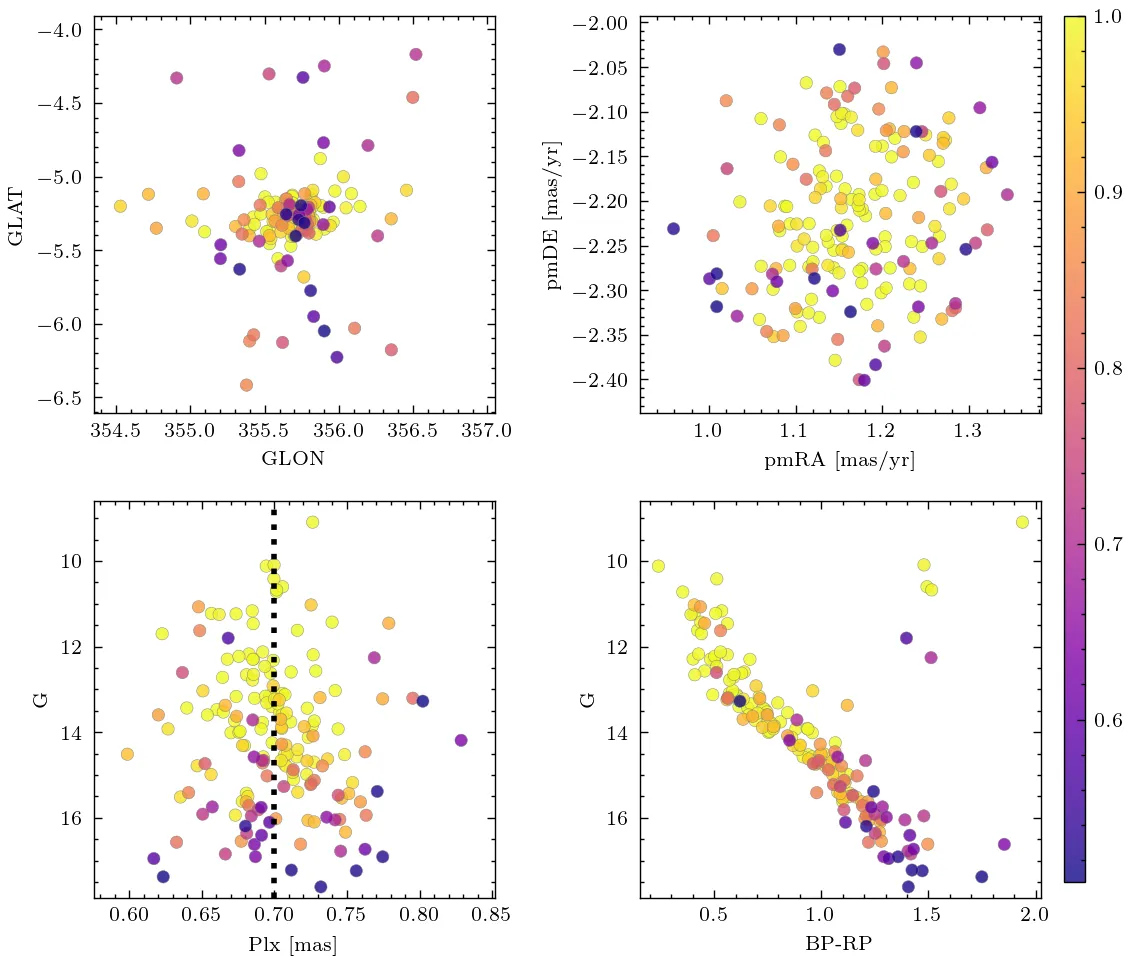 −4.0
−4.5
−5.0
−5.5
−6.0
−6.5
GLAT
354.5 355.0 355.5 356.0 356.5 357.0
GLON
−2.00
−2.05
−2.10
−2.15
−2.20
−2.25
−2.30
−2.35
−2.40
pmDE [mas/yr]
1.0 1.1 1.2 1.3
pmRA [mas/yr]
1.0
0.9
0.8
0.7
0.6
10
12
14
16
G
0.60 0.65 0.70 0.75 0.80 0.85
Plx [mas]
10
12
14
16
G
0.5 1.0 1.5 2.0
BP-RP